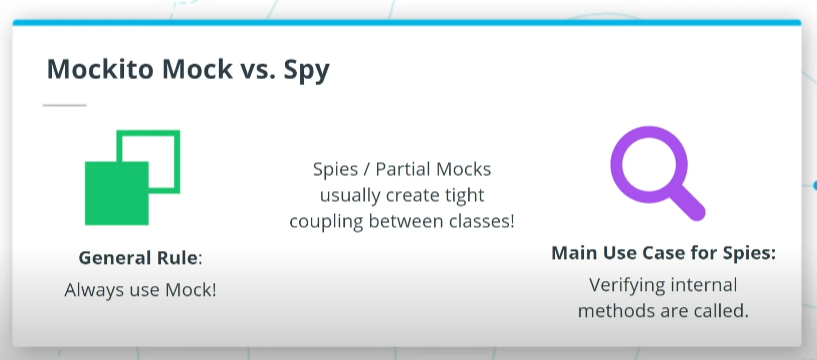 Mockito Mock vs. Spy
Spies / Partial Mocks
usually create tight
coupling between classes!
General Rule:
Always use Mock!
Main Use Case for Spies:
Verifying internal
methods are called.